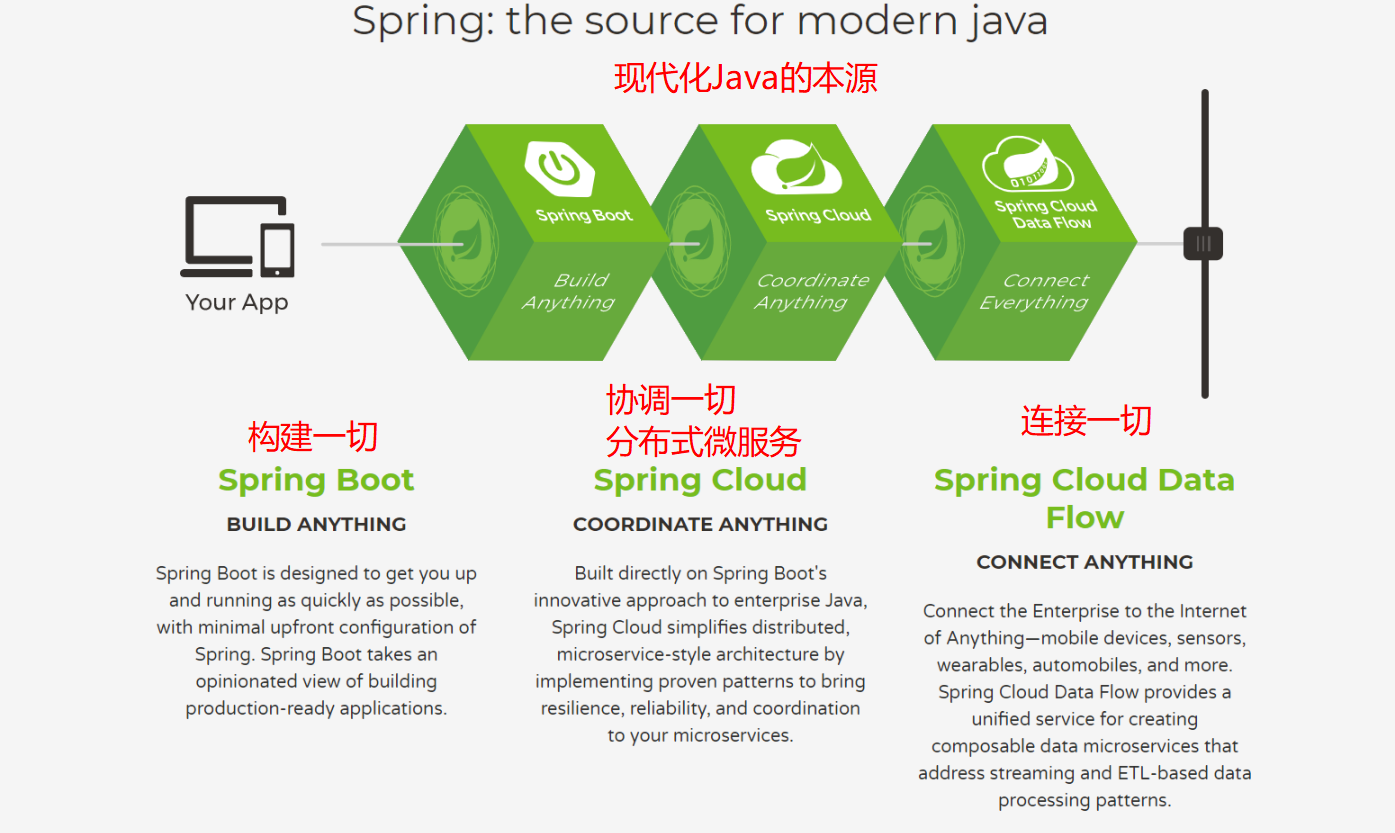 Spring: the source for modern java
现代化Java的本源
Spring Boot
Build
Anything
Spring Cloud
Coordinate
Anything
01011010
Spring Cloud
Data Flow
Connect
Everything
Your App
构建一切
Spring Boot
BUILD ANYTHING
Spring Boot is designed to get you up
and running as quickly as possible,
with minimal upfront configuration of
Spring. Spring Boot takes an
opinionated view of building
production-ready applications.
协调一切
分布式微服务
Spring Cloud
COORDINATE ANYTHING
Built directly on Spring Boot's
innovative approach to enterprise Java,
Spring Cloud simplifies distributed,
microservice-style architecture by
implementing proven patterns to bring
resilience, reliability, and coordination
to your microservices.
连接一切
Spring Cloud Data
Flow
CONNECT ANYTHING
Connect the Enterprise to the Internet
of Anything—mobile devices, sensors,
wearables, automobiles, and more.
Spring Cloud Data Flow provides a
unified service for creating
composable data microservices that
address streaming and ETL-based data
processing patterns.